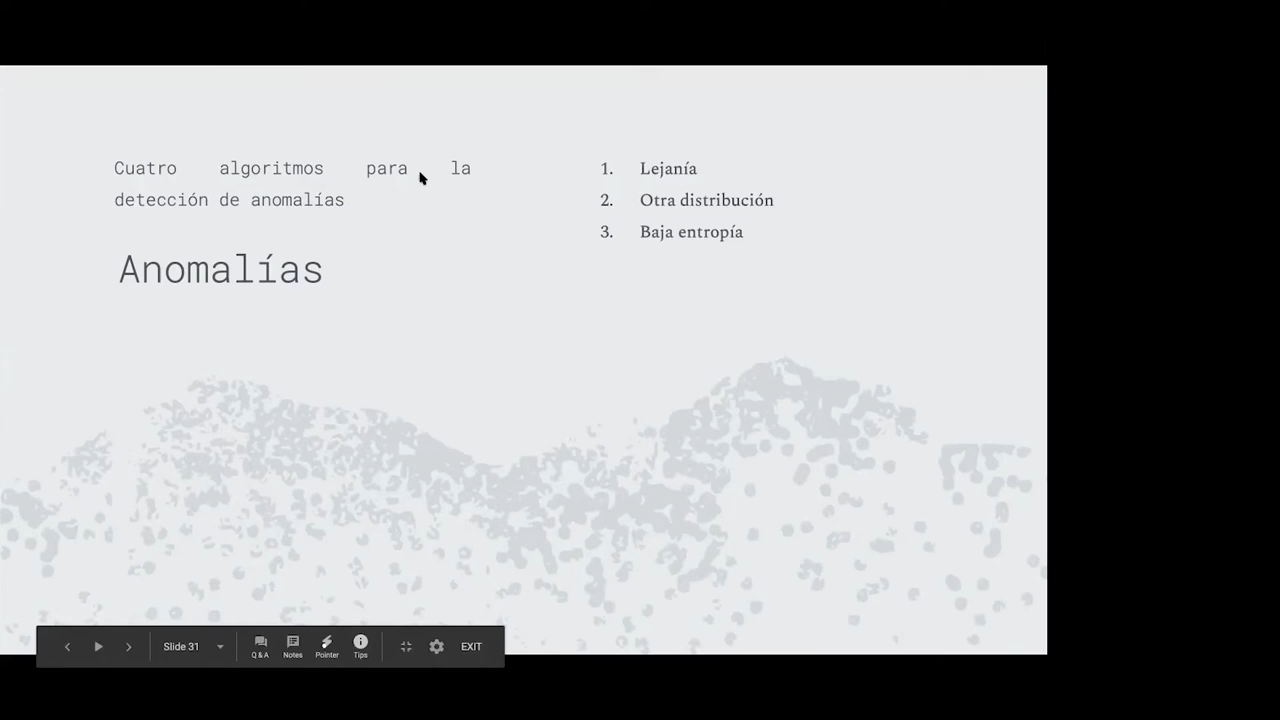 Cuatro algoritmos para la
detección de anomalías
Anomalías
1. Lejanía
2. Otra distribución
3. Baja entropía
Slide 31
Q & A
Notes
Pointer
Tips
EXIT